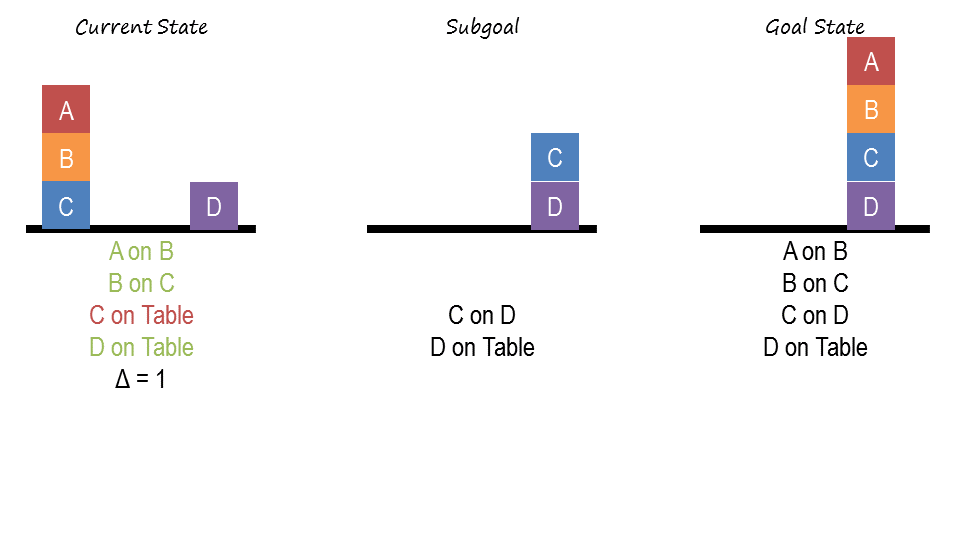 Current State
A
B
C
D
A on B
B on C
C on Table
D on Table
Δ = 1
Subgoal
C
D
C on D
D on Table
Goal State
A
B
C
D
A on B
B on C
C on D
D on Table